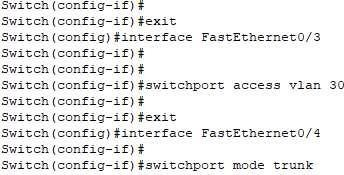 Switch(config-if)#
Switch(config-if)#exit
Switch(config)#interface FastEthernet0/3
Switch(config-if)#
Switch(config-if)#
Switch(config-if)#switchport access vlan 30
Switch(config-if)#
Switch(config-if)#exit
Switch(config)#interface FastEthernet0/4
Switch(config-if)#
Switch(config-if)#switchport mode trunk